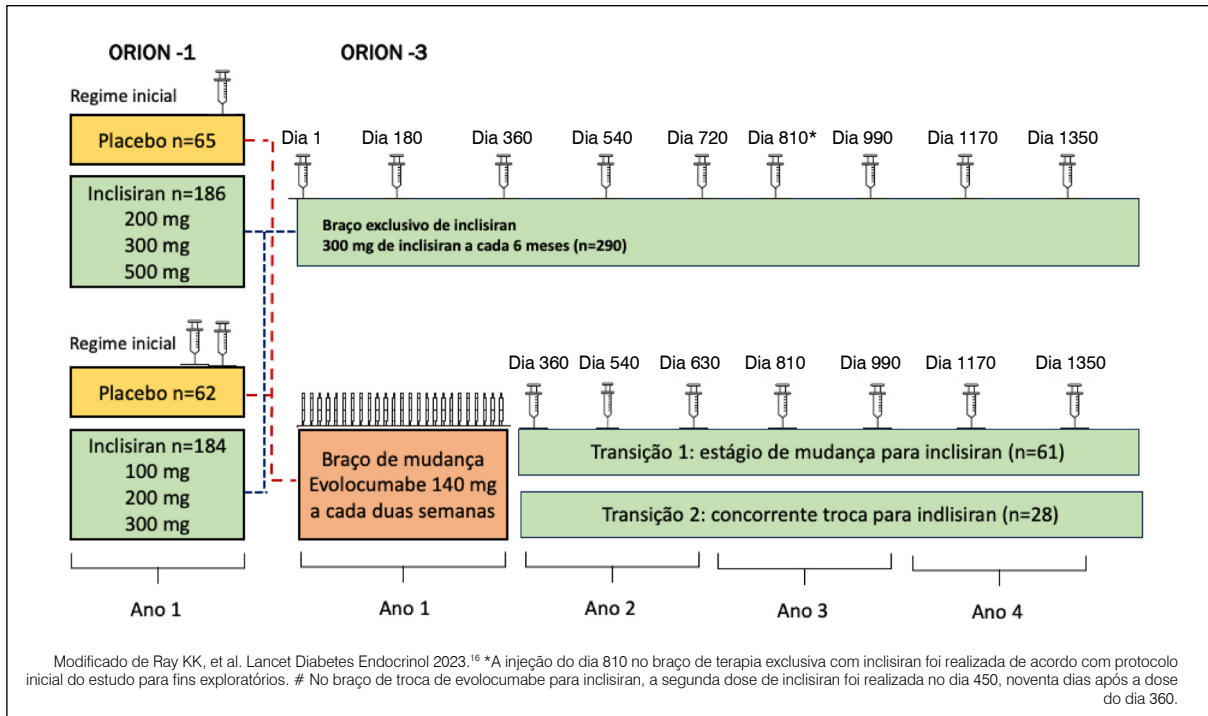 ORION -1
ORION -3
Regime inicial
Placebo n=65
Dia 1
Dia 180
Dia 360
Dia 540
Dia 720
Dia 810*
Dia 990
Dia 1170
Dia 1350
Inclisiran n=186
200 mg
300 mg
500 mg
Braço exclusivo de inclisiran
300 mg de inclisiran a cada 6 meses (n=290)
Regime inicial
Placebo n=62
Dia 360
Dia 540
Dia 630
Dia 810
Dia 990
Dia 1170
Dia 1350
Inclisiran n=184
100 mg
200 mg
300 mg
Braço de mudança
Evolocumabe 140 mg
a cada duas semanas
Transição 1: estágio de mudança para inclisiran (n=61)
Transição 2: concorrente troca para indlisiran (n=28)
Ano 1
Ano 1
Ano 2
Ano 3
Ano 4
Modificado de Ray KK, et al. Lancet Diabetes Endocrinol 2023.¹⁶ *A injeção do dia 810 no braço de terapia exclusiva com inclisiran foi realizada de acordo com protocolo
inicial do estudo para fins exploratórios. # No braço de troca de evolocumabe para inclisiran, a segunda dose de inclisiran foi realizada no dia 450, noventa dias após a dose
do dia 360.